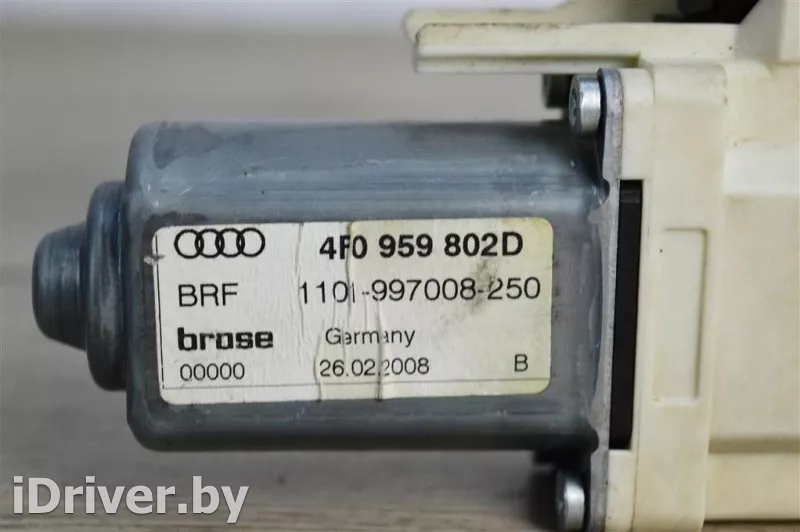 4F0 959 802D
BRF 1101-997008-250
brose Germany
00000 26.02.2008 B
iDriver.by